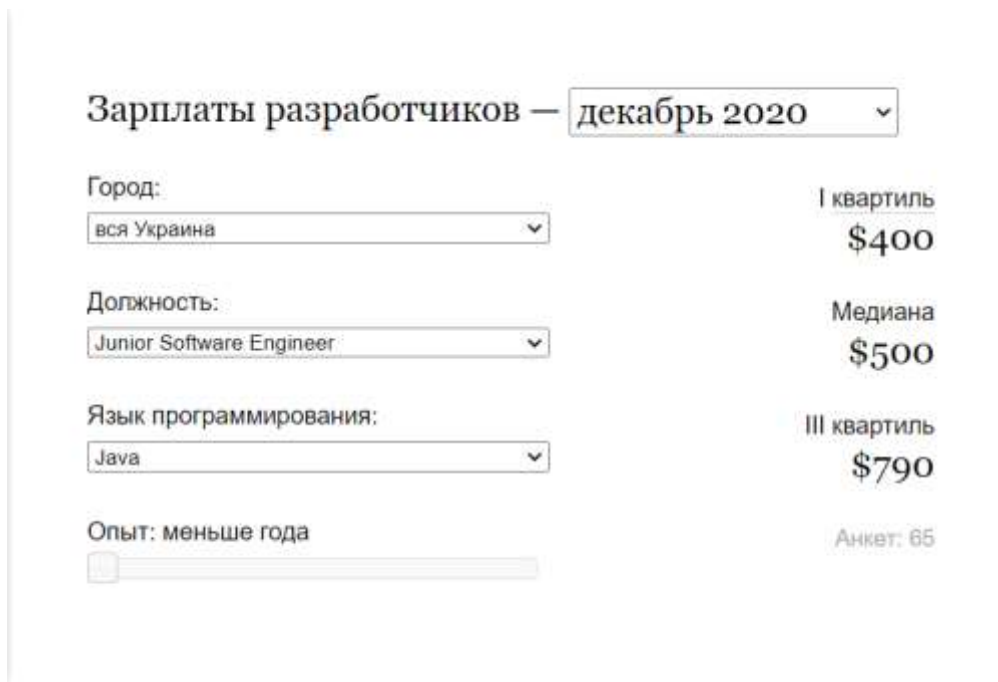 Зарплаты разработчиков — декабрь 2020
Город:
вся Украина
I квартиль
$400
Должность:
Junior Software Engineer
Медиана
$500
Язык программирования:
Java
III квартиль
$790
Опыт: меньше года
Анкет: 65